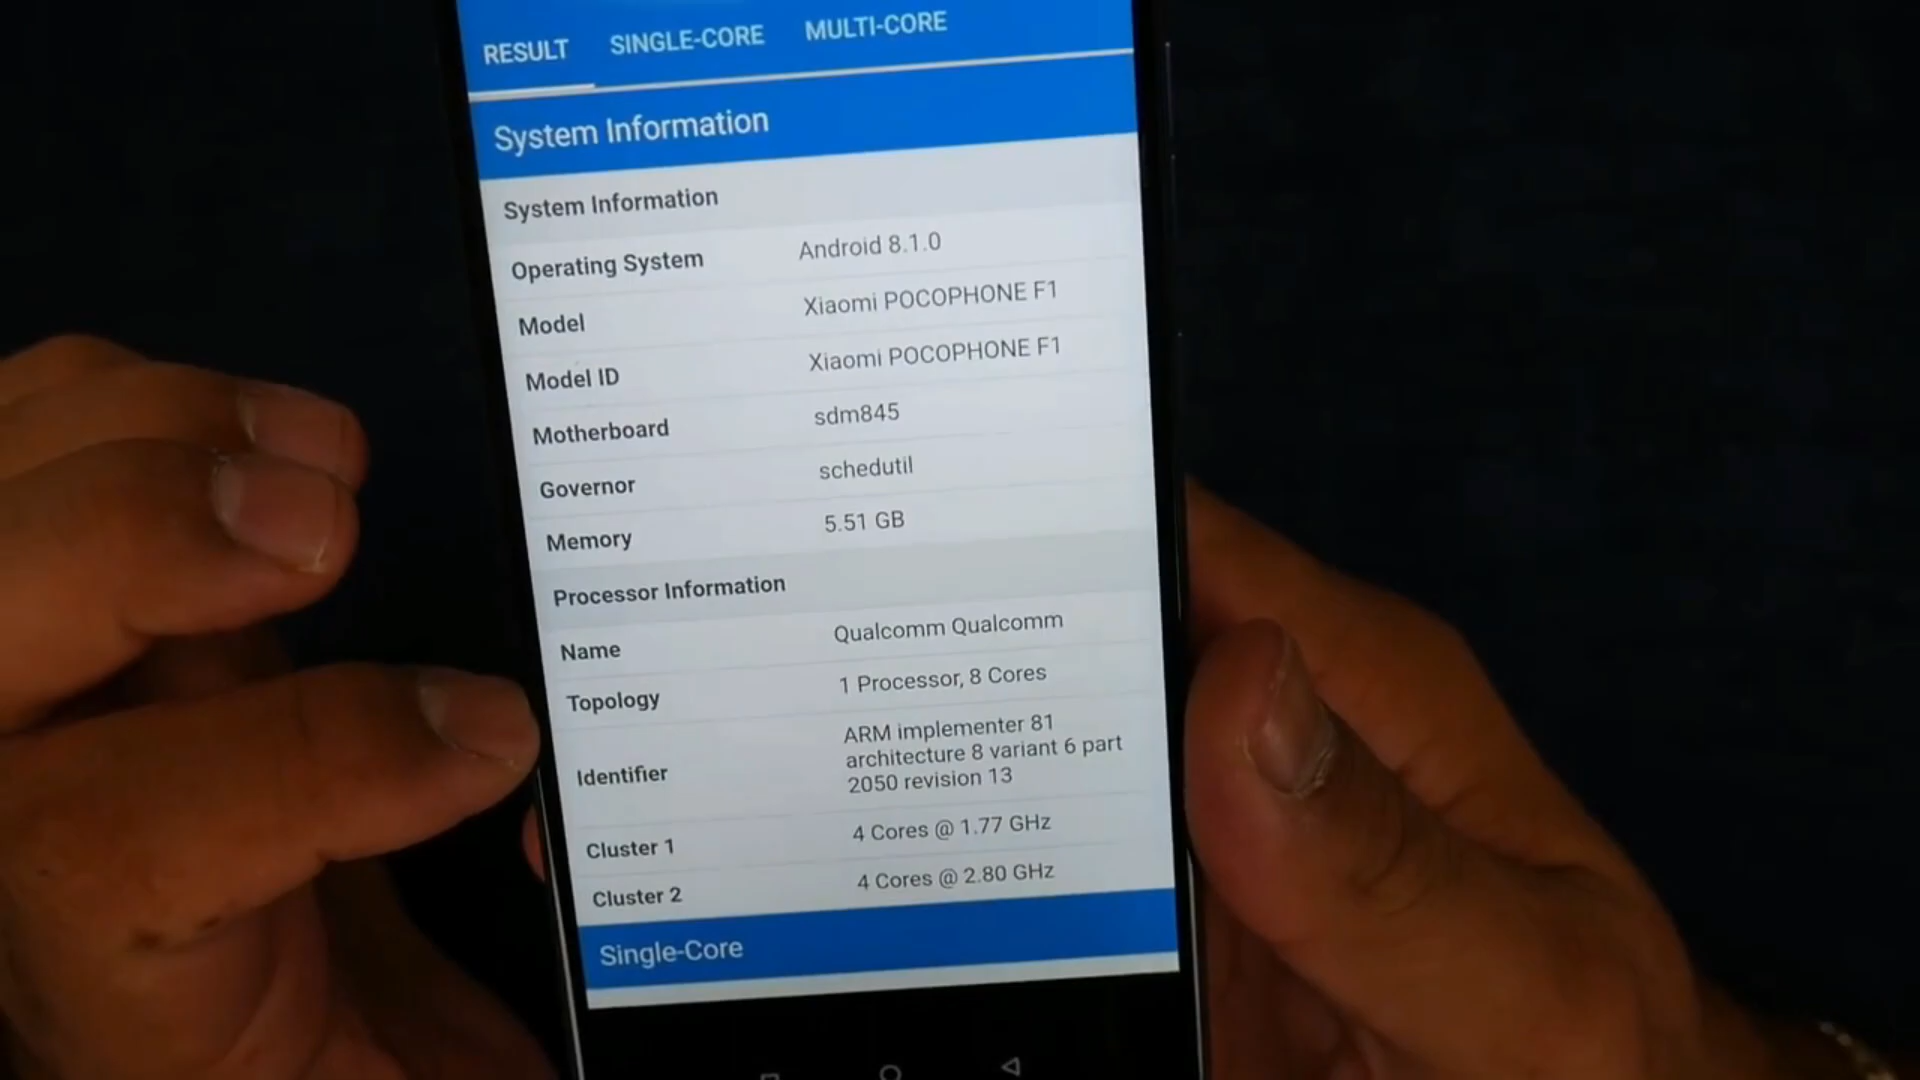 RESULT SINGLE-CORE MULTI-CORE
System Information
System Information
Operating System Android 8.1.0
Model Xiaomi POCOPHONE F1
Model ID Xiaomi POCOPHONE F1
Motherboard sdm845
Governor schedutil
Memory 5.51 GB
Processor Information
Name Qualcomm Qualcomm
Topology 1 Processor, 8 Cores
Identifier ARM implementer 81
architecture 8 variant 6 part
2050 revision 13
Cluster 1 4 Cores @ 1.77 GHz
Cluster 2 4 Cores @ 2.80 GHz
Single-Core